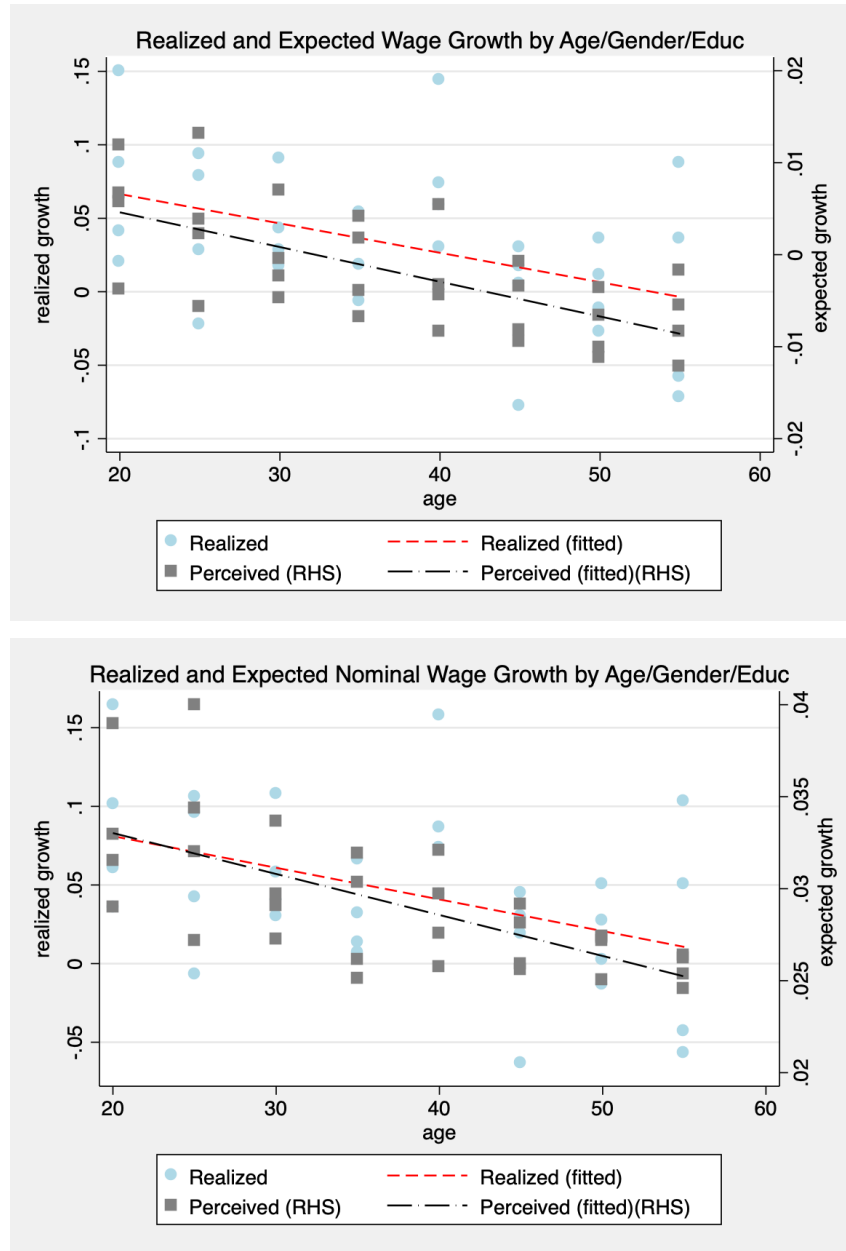 Realized and Expected Wage Growth by Age/Gender/Educ
.15
.1
.05
0
-.05
-.1
realized growth
.02
.01
0
-.01
-.02
expected growth
20 30 40 50 60
age
Realized Realized (fitted)
Perceived (RHS) Perceived (fitted)(RHS)
Realized and Expected Nominal Wage Growth by Age/Gender/Educ
.15
.1
.05
0
-.05
realized growth
.04
.035
.03
.025
.02
expected growth
20 30 40 50 60
age
Realized Realized (fitted)
Perceived (RHS) Perceived (fitted)(RHS)